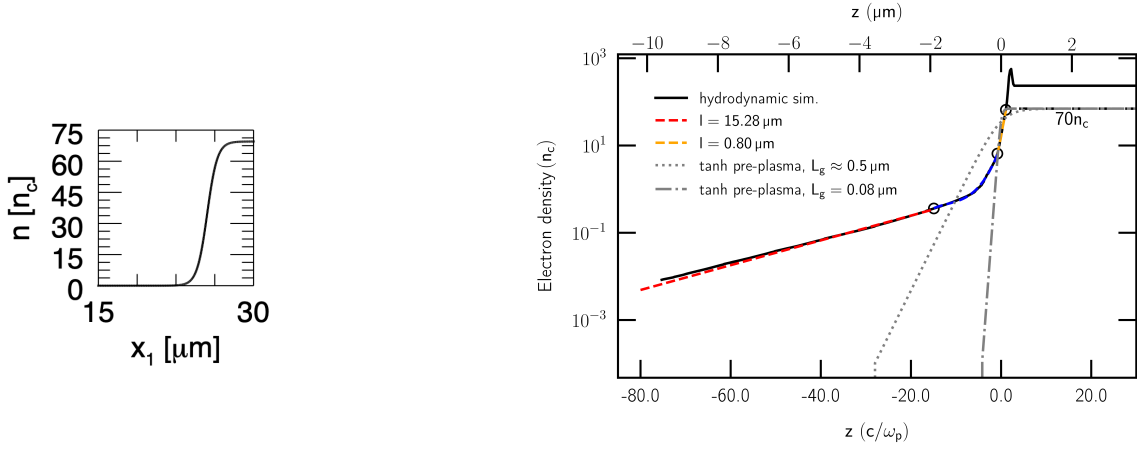 75
60
45
30
15
0
n [n_c]
15
30
x_1 [μm]
z (μm)
−10 −8 −6 −4 −2 0 2
10^3
10^1
10^−1
10^−3
Electron density (n_c)
hydrodynamic sim.
l = 15.28 μm
l = 0.80 μm
tanh pre-plasma, L_g ≈ 0.5 μm
tanh pre-plasma, L_g = 0.08 μm
70n_c
-80.0 -60.0 -40.0 -20.0 0.0 20.0
z (c/ω_p)